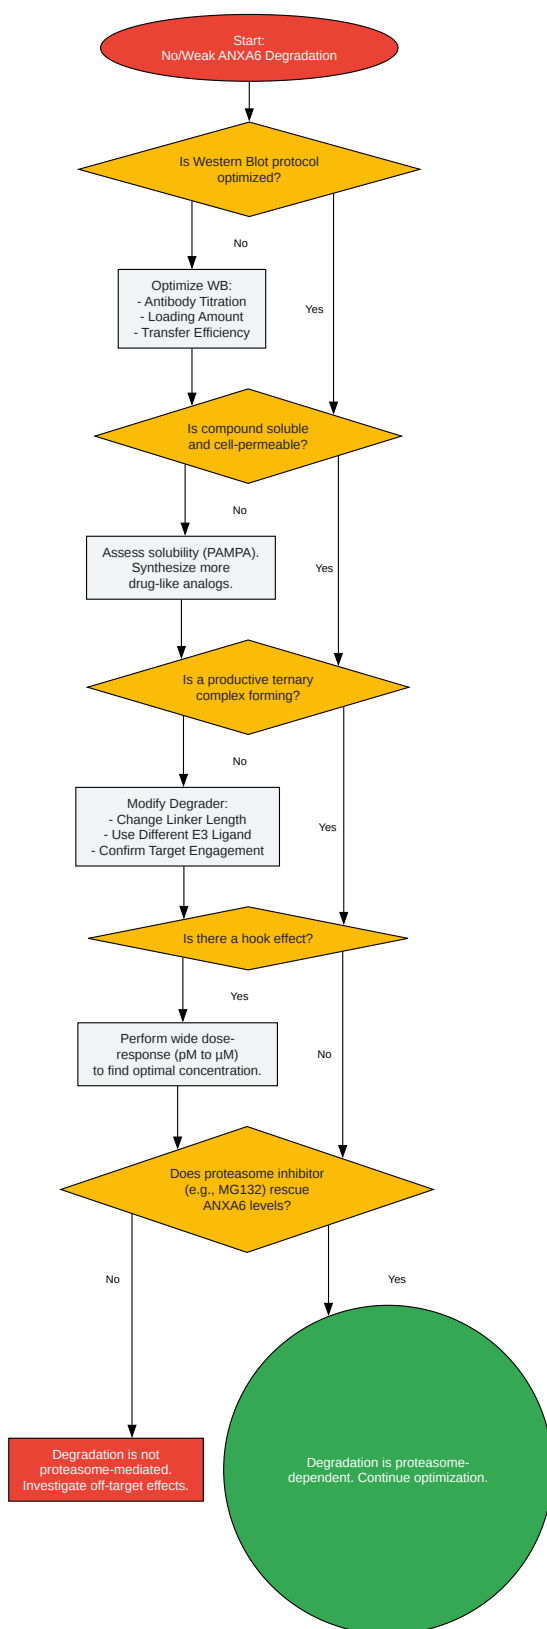 Start:
No/Weak ANXA6 Degradation
Is Western Blot protocol
optimized?
No
Optimize WB:
- Antibody Titration
- Loading Amount
- Transfer Efficiency
Yes
Is compound soluble
and cell-permeable?
No
Assess solubility (PAMPA).
Synthesize more
drug-like analogs.
Yes
Is a productive ternary
complex forming?
No
Modify Degrader:
- Change Linker Length
- Use Different E3 Ligand
- Confirm Target Engagement
Yes
Is there a hook effect?
Yes
Perform wide dose-
response (pM to µM)
to find optimal concentration.
No
Does proteasome inhibitor
(e.g., MG132) rescue
ANXA6 levels?
No
Yes
Degradation is not
proteasome-mediated.
Investigate off-target effects.
Degradation is proteasome-
dependent. Continue optimization.